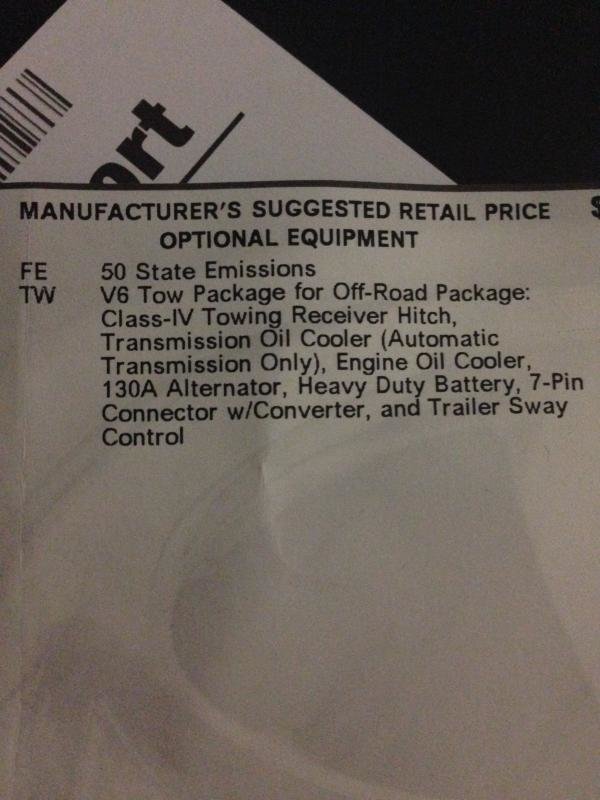 MANUFACTURER'S SUGGESTED RETAIL PRICE $
OPTIONAL EQUIPMENT
FE 50 State Emissions
TW V6 Tow Package for Off-Road Package:
Class-IV Towing Receiver Hitch,
Transmission Oil Cooler (Automatic
Transmission Only), Engine Oil Cooler,
130A Alternator, Heavy Duty Battery, 7-Pin
Connector w/Converter, and Trailer Sway
Control